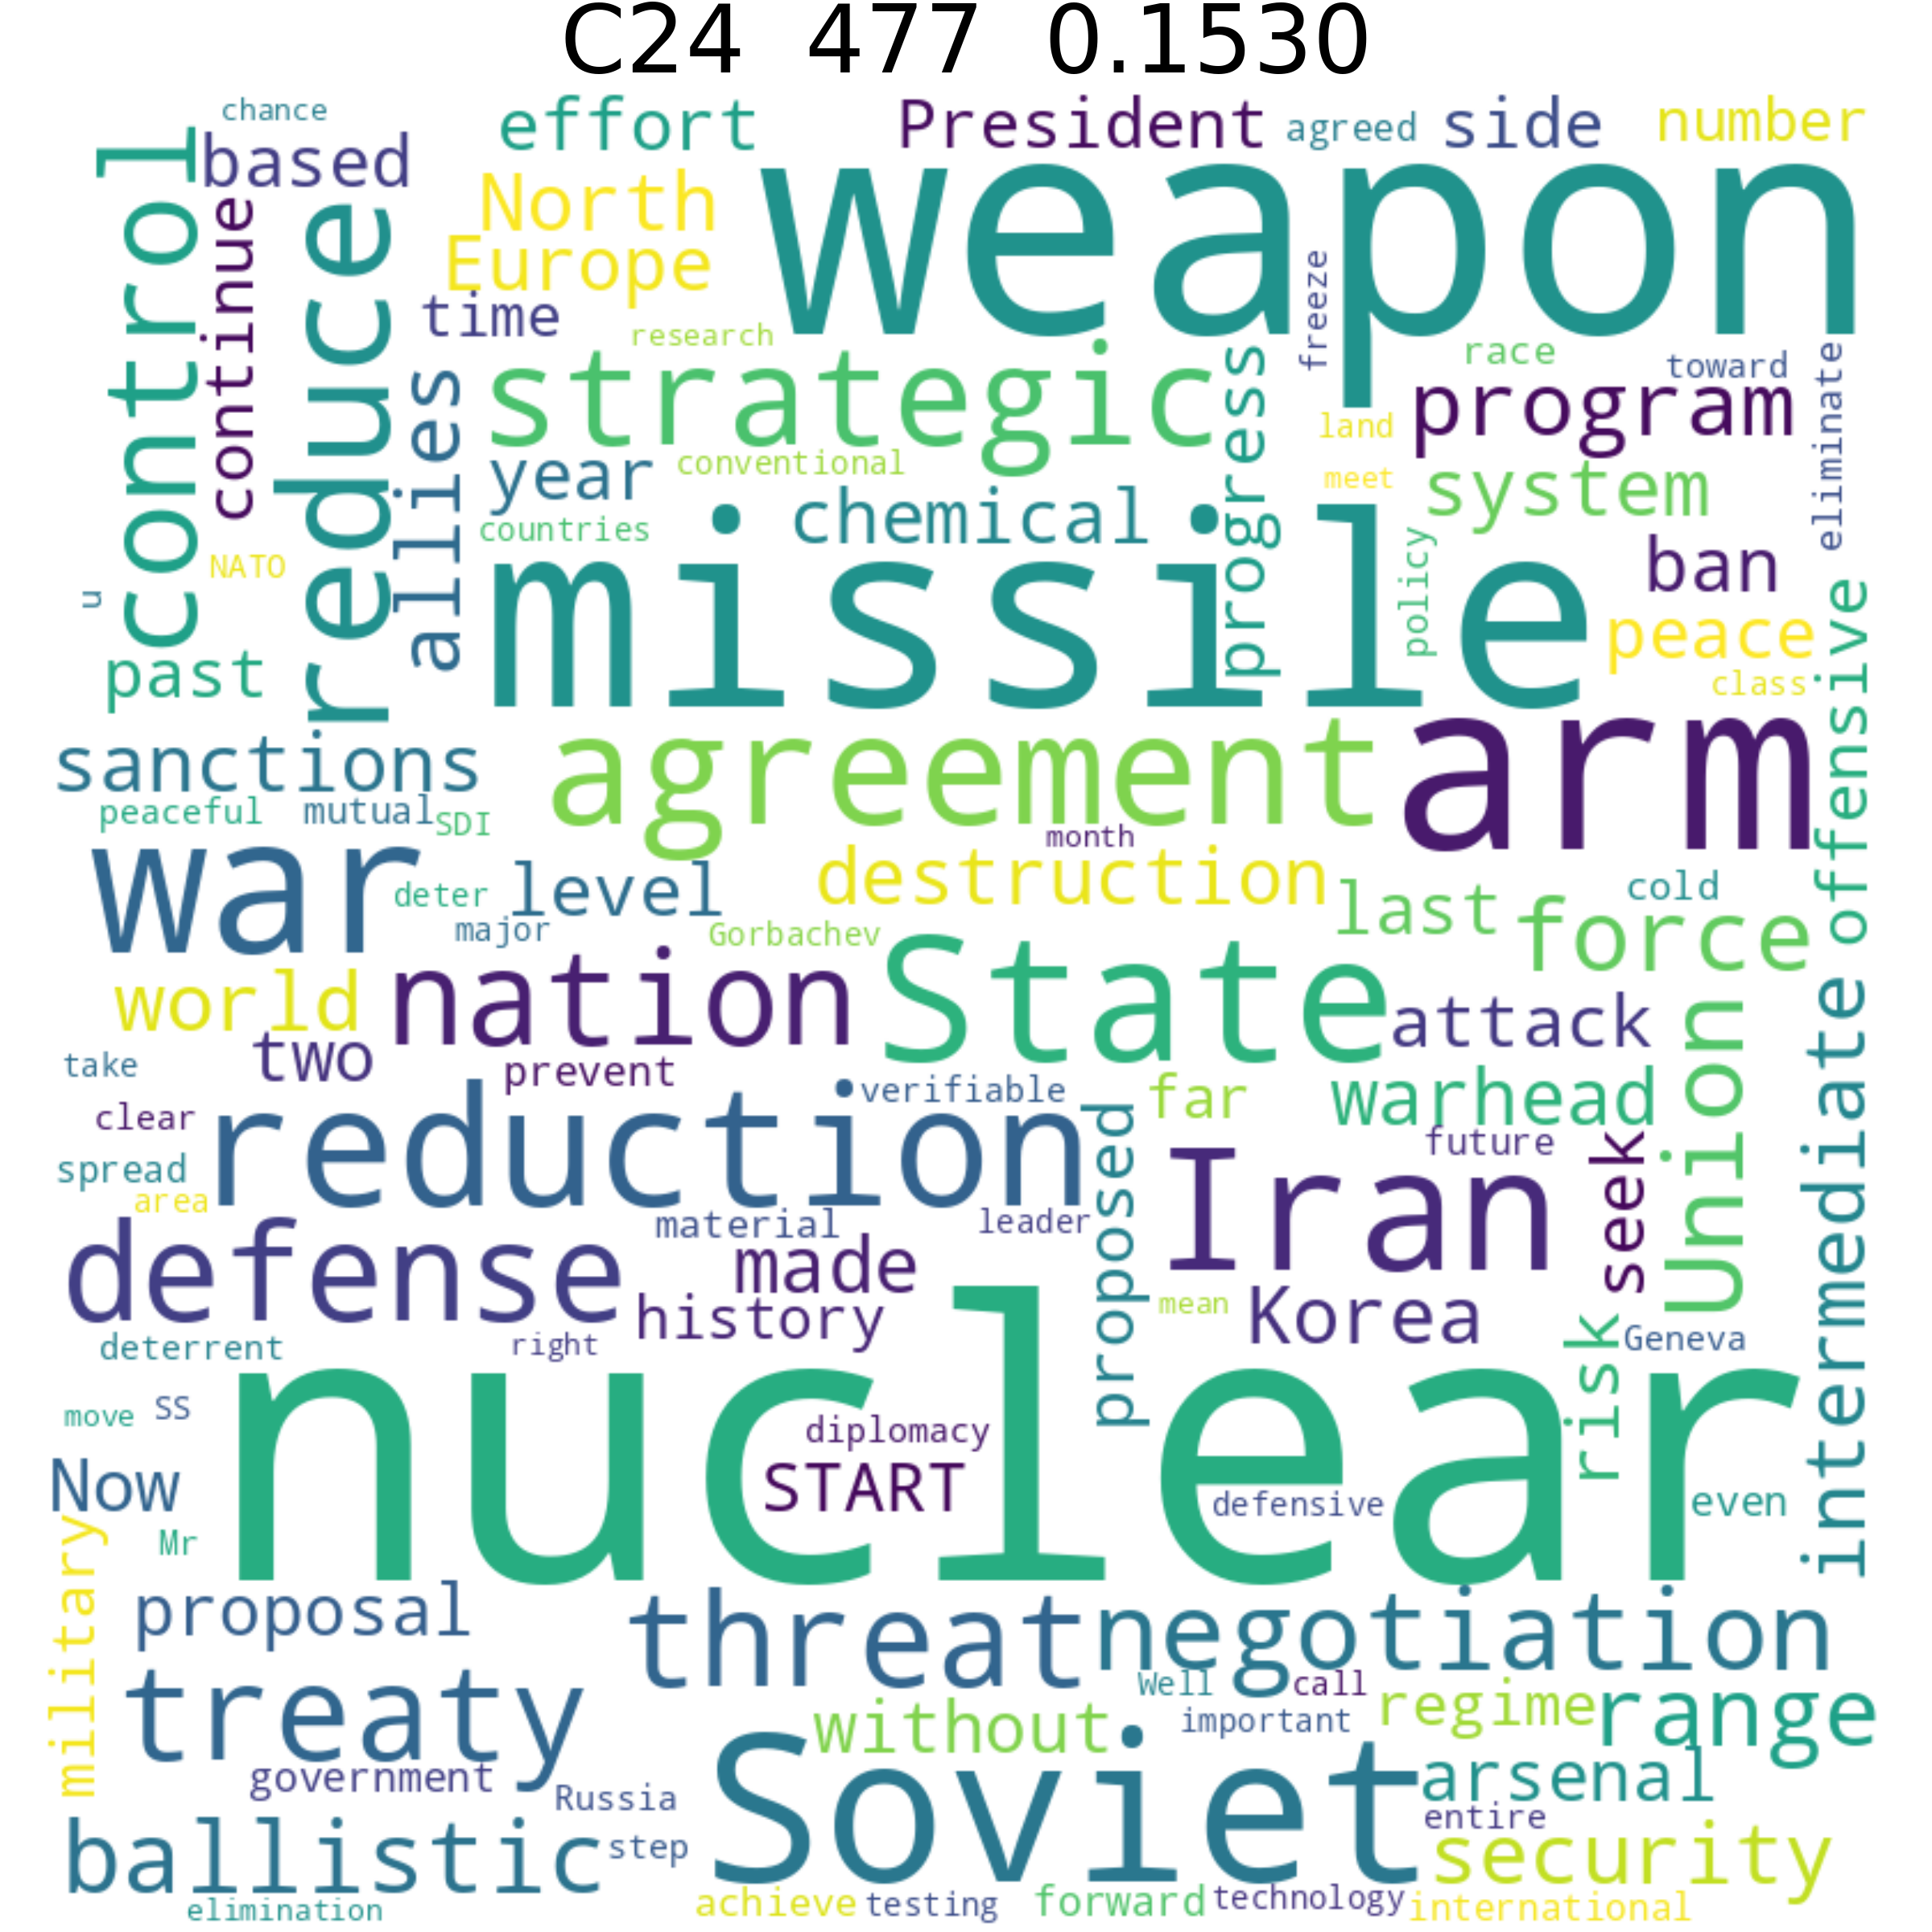 C24 477 0.1530
chance
effort
President
agreed
side
number
control
based
continue
reduce
North
Europe
time
weapon
freeze
research
strategic
progress
race
toward
program
eliminate
land
allies
year
conventional
meet
system
countries
chemical
NATO
u
missile
policy
ban
peace
class
offensive
past
sanctions
peaceful
mutual
SDI
agreement
arm
month
war
deter
level
major
destruction
last
force
cold
Gorbachev
world
nation
State
attack
Union
intermediate
take
two
prevent
verifiable
far
warhead
clear
reduction
proposed
future
seek
spread
area
Iran
material
leader
defense
made
history
mean
Korea
risk
Geneva
deterrent
right
nuclear
move
SS
diplomacy
START
defensive
even
Now
Mr
military
proposal
threat
negotiation
treaty
Well
call
without
important
regime
range
government
Russia
Soviet
arsenal
entire
ballistic
step
security
elimination
achieve
testing
forward
technology
international